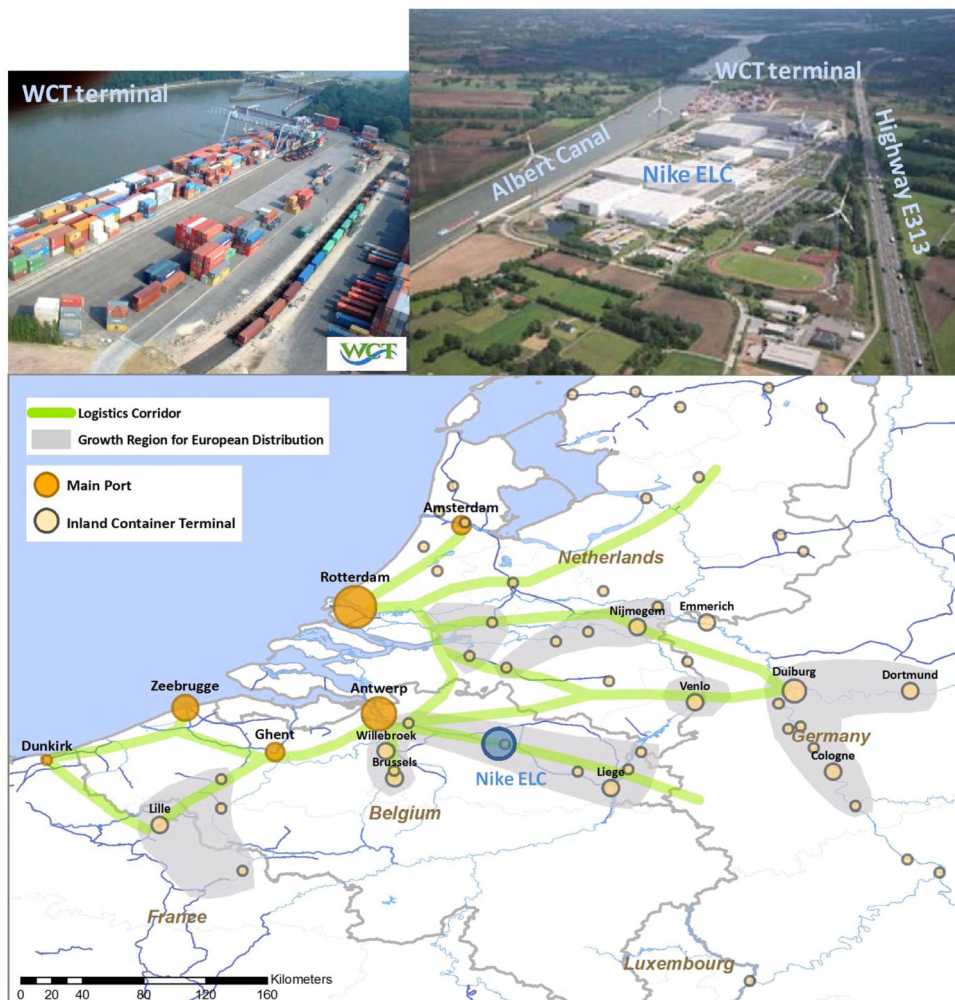 WCT terminal
WCT
WCT terminal
Albert Canal
Nike ELC
Highway E313
Logistics Corridor
Growth Region for European Distribution
Main Port
Inland Container Terminal
Amsterdam
Netherlands
Rotterdam
Nijmegem
Emmerich
Zeebrugge
Antwerp
Venlo
Duiburg
Dortmund
Dunkirk
Ghent
Willebroek
Germany
Brussels
Nike ELC
Liege
Cologne
Lille
Belgium
France
Luxembourg
Kilometers
0 20 40 80 120 160